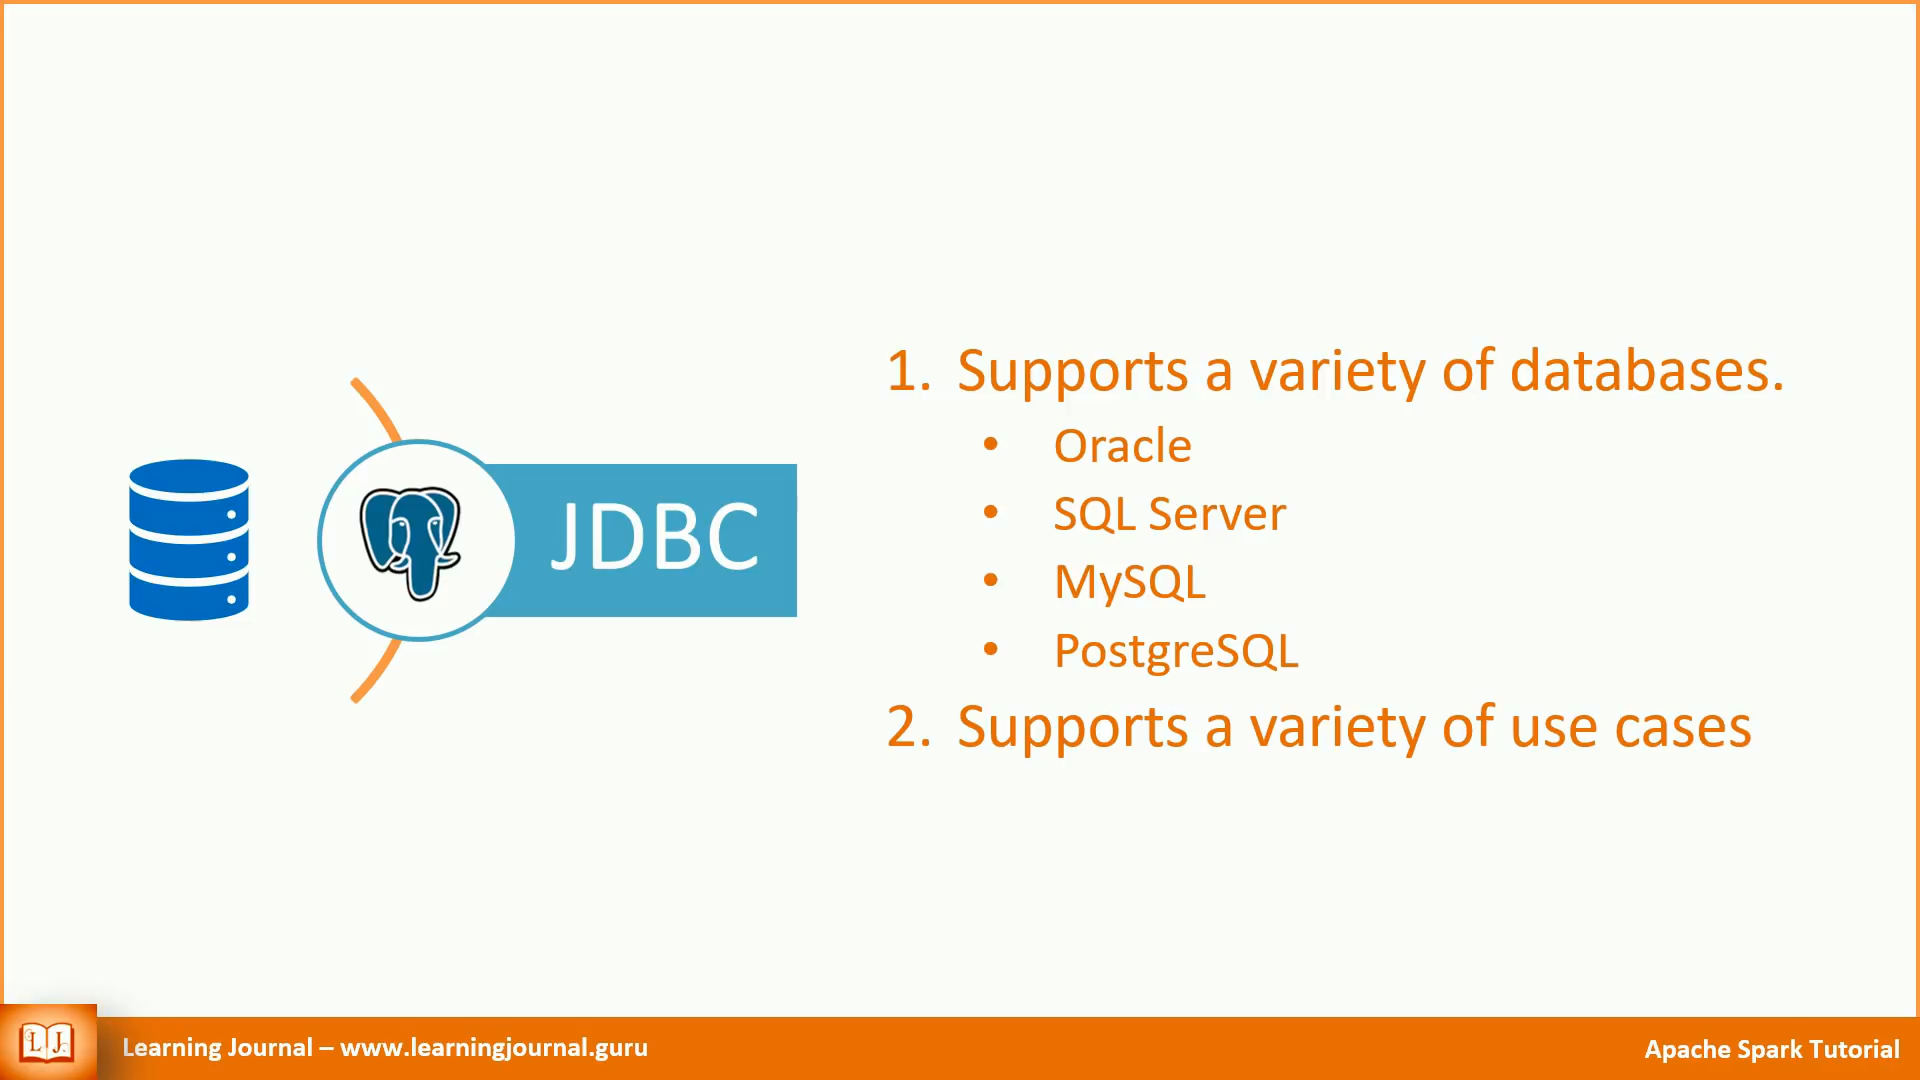 JDBC
1. Supports a variety of databases.
• Oracle
• SQL Server
• MySQL
• PostgreSQL
2. Supports a variety of use cases
LJ
Learning Journal – www.learningjournal.guru
Apache Spark Tutorial